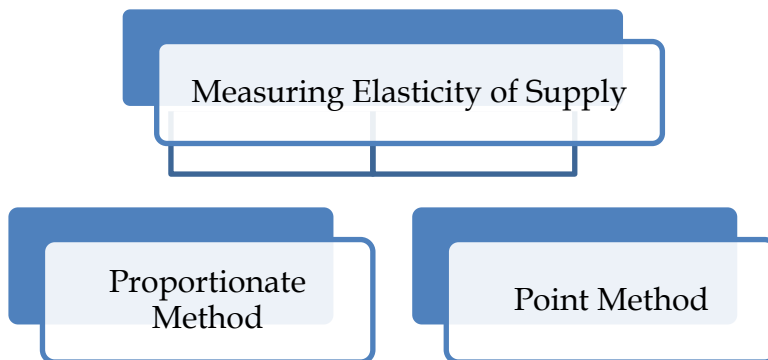 Measuring Elasticity of Supply
Proportionate
Method
Point Method